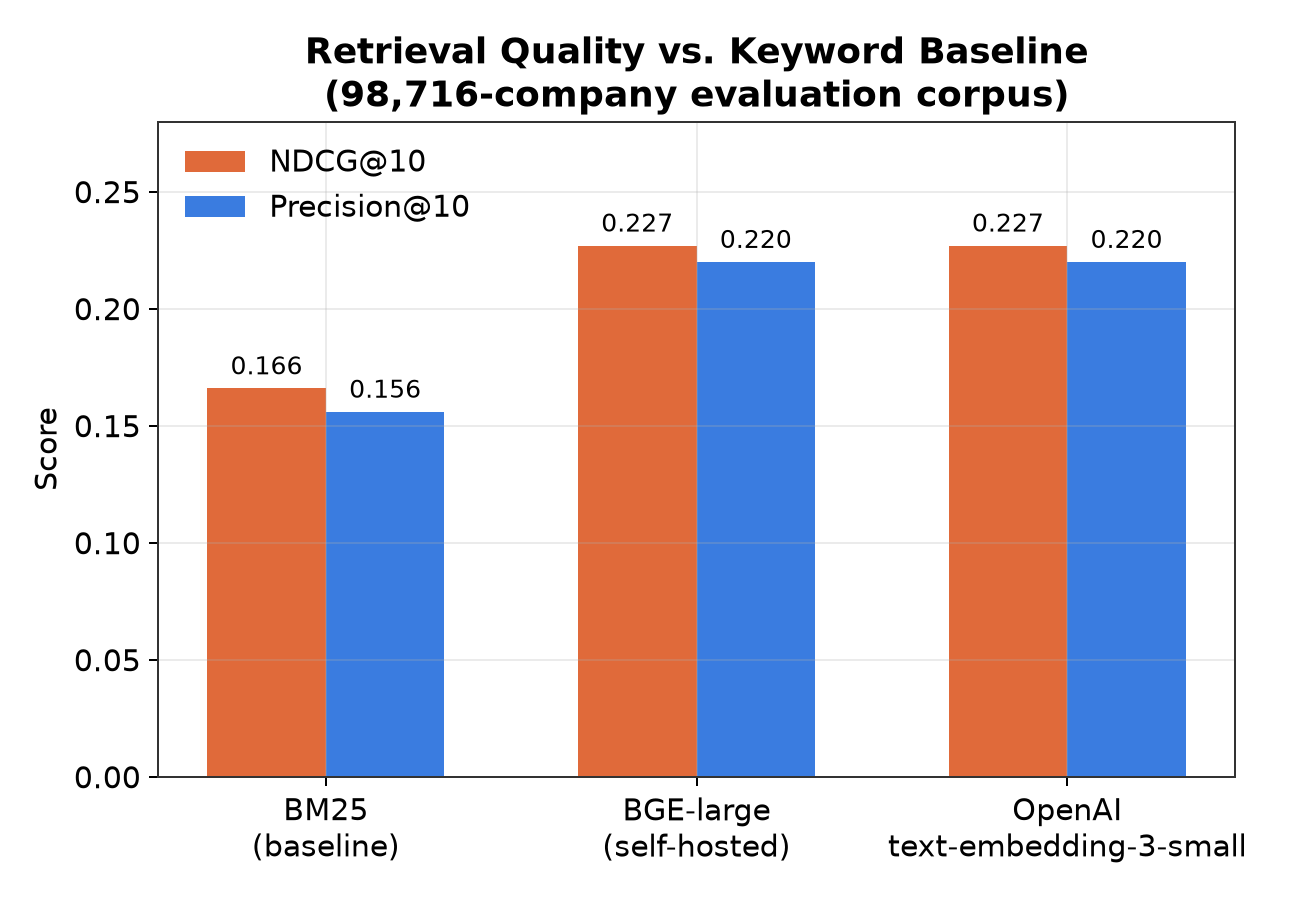 Retrieval Quality vs. Keyword Baseline
(98,716-company evaluation corpus)
NDCG@10
Precision@10
Score
0.25
0.20
0.15
0.10
0.05
0.00
0.166
0.156
0.227
0.220
0.227
0.220
BM25
(baseline)
BGE-large
(self-hosted)
OpenAI
text-embedding-3-small